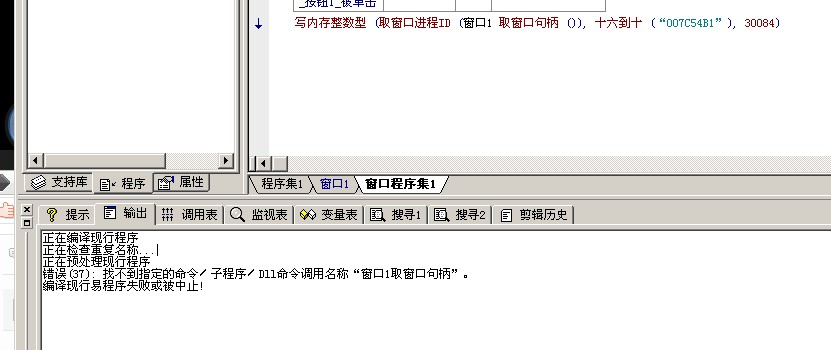 _按钮1_被单击
写内存整数型 (取窗口进程ID (窗口1 取窗口句柄 ()), 十六到十 (“007C54B1”), 30084)
支持库 程序 属性
程序集1 窗口1 窗口程序集1
提示 输出 调用表 监视表 变量表 搜寻1 搜寻2 剪辑历史
正在编译现行程序
正在检查重复名称...
正在预处理现行程序
错误(37): 找不到指定的命令/子程序/Dll命令调用名称“窗口1取窗口句柄”。
编译现行易程序失败或被中止!